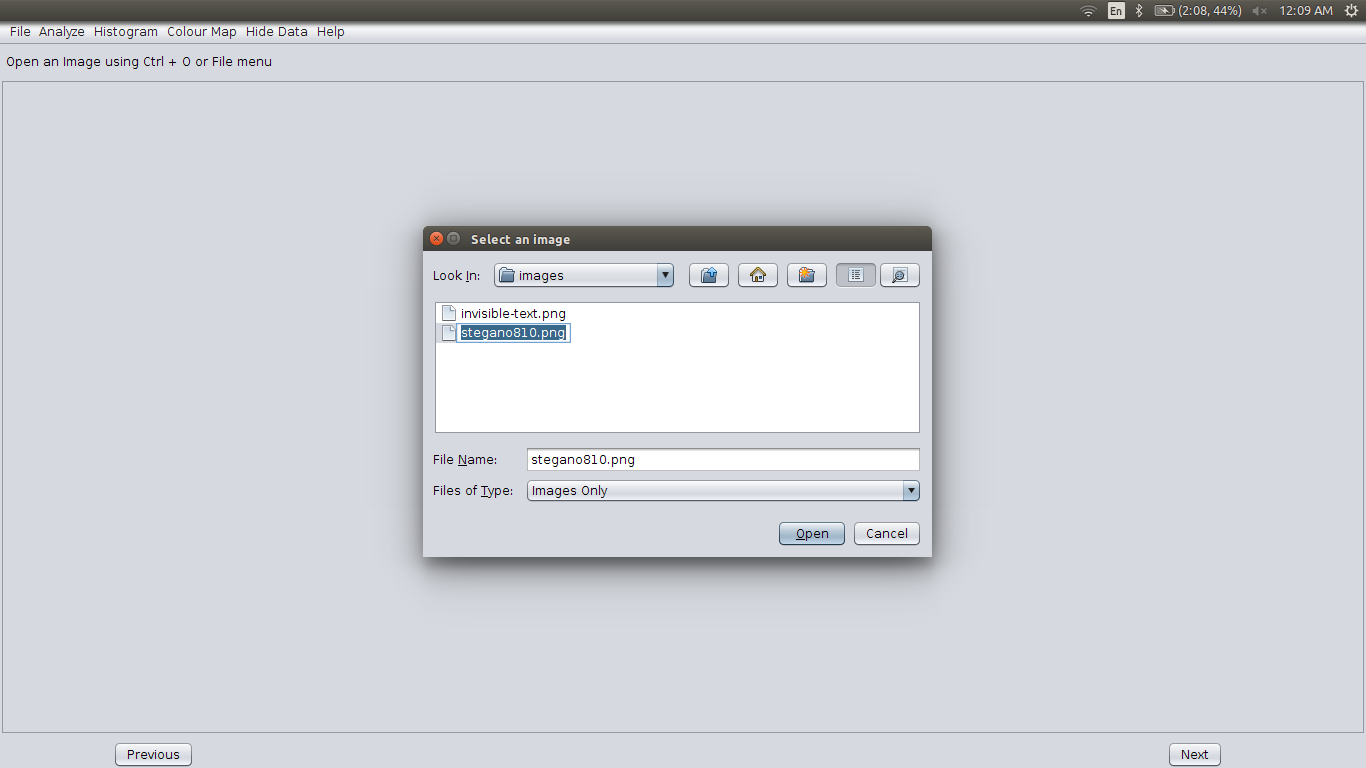 En (2:08, 44%) 12:09 AM
File Analyze Histogram Colour Map Hide Data Help
Open an Image using Ctrl + O or File menu
Select an image
Look In: images
invisible-text.png
stegano810.png
File Name: stegano810.png
Files of Type: Images Only
Open Cancel
Previous Next